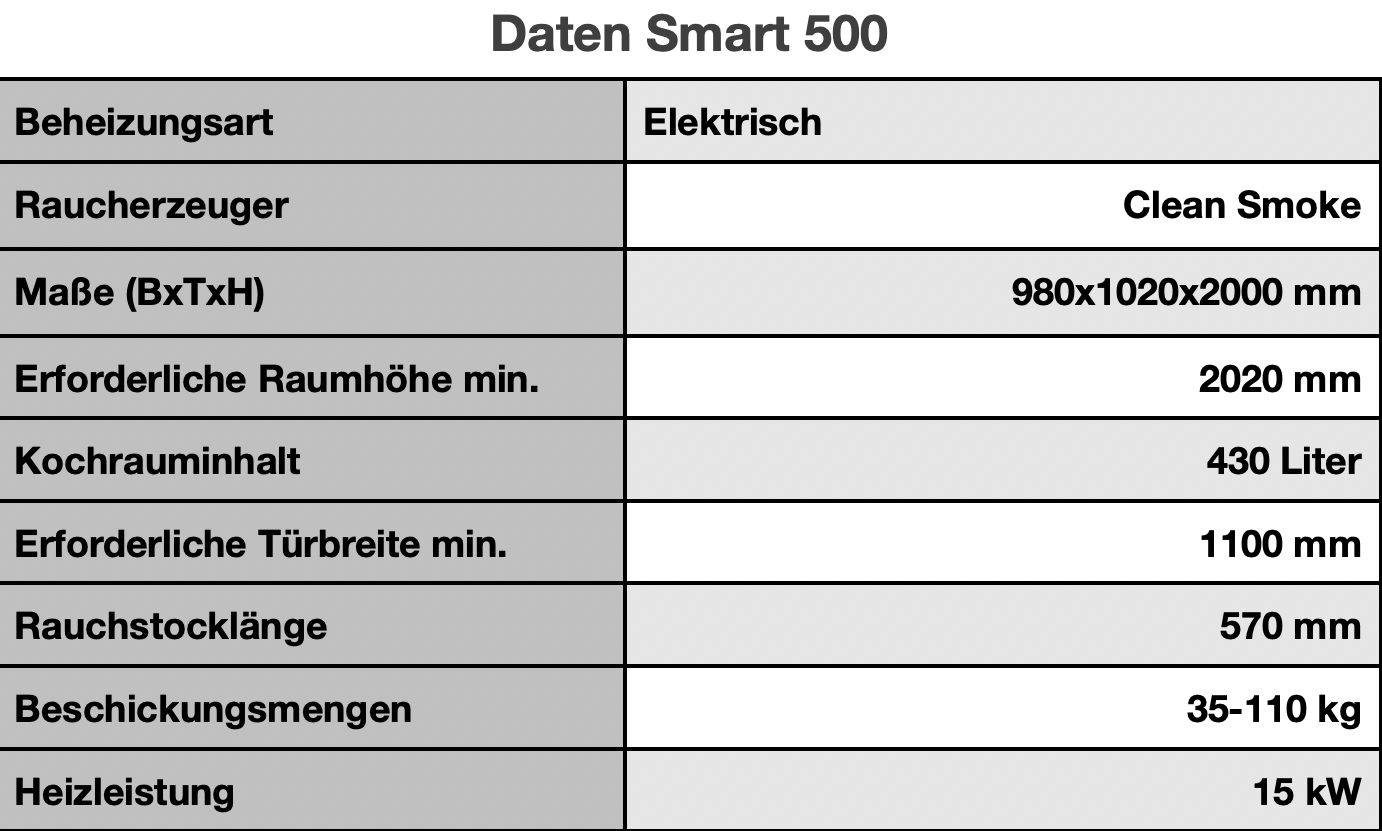 Daten Smart 500
Beheizungsart Elektrisch
Raucherzeuger Clean Smoke
Maße (BxTxH) 980x1020x2000 mm
Erforderliche Raumhöhe min. 2020 mm
Kochrauminhalt 430 Liter
Erforderliche Türbreite min. 1100 mm
Rauchstocklänge 570 mm
Beschickungsmengen 35-110 kg
Heizleistung 15 kW